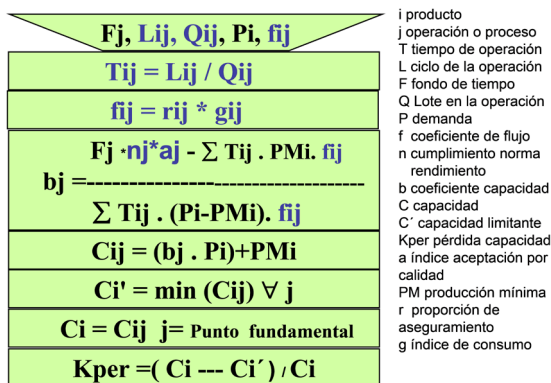 Fj, Lij, Qij, Pi, fij
Tij = Lij / Qij
fij = rij * gij
Fj *nj*aj - ∑ Tij . PMi. fij
bj =------------------------------------
∑ Tij . (Pi-PMi). fij
Cij = (bj . Pi)+PMi
Ci' = min (Cij) ∀ j
Ci = Cij j= Punto fundamental
Kper =( Ci --- Ci´) / Ci
i producto
j operación o proceso
T tiempo de operación
L ciclo de la operación
F fondo de tiempo
Q Lote en la operación
P demanda
f coeficiente de flujo
n cumplimiento norma
rendimiento
b coeficiente capacidad
C capacidad
C´ capacidad limitante
Kper pérdida capacidad
a índice aceptación por
calidad
PM producción mínima
r proporción de
aseguramiento
g índice de consumo